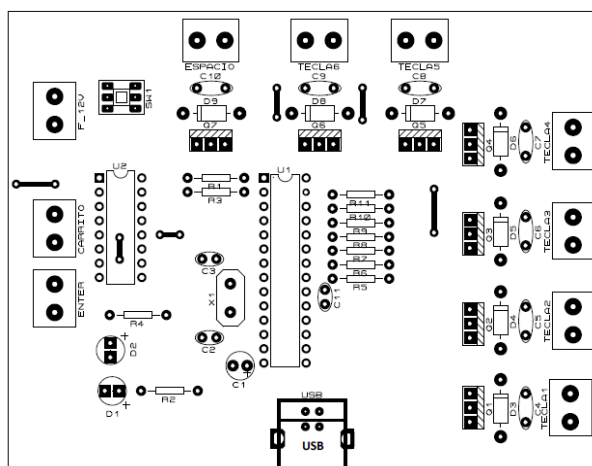 ESPACIO
TECLA6
TECLA5
C10
C9
C8
D9
D8
D7
Q7
Q6
Q5
F_12V
SW1
Q4
D6
C7
TECLA4
U2
U1
R1
R3
R11
R10
R9
R8
R7
R6
R5
CARRITO
Q3
D5
C6
TECLA3
C3
X1
C11
ENTER
R4
C2
D2
C1
Q2
D4
C5
TECLA2
D1
R2
USB
USB
Q1
D3
C4
TECLA1